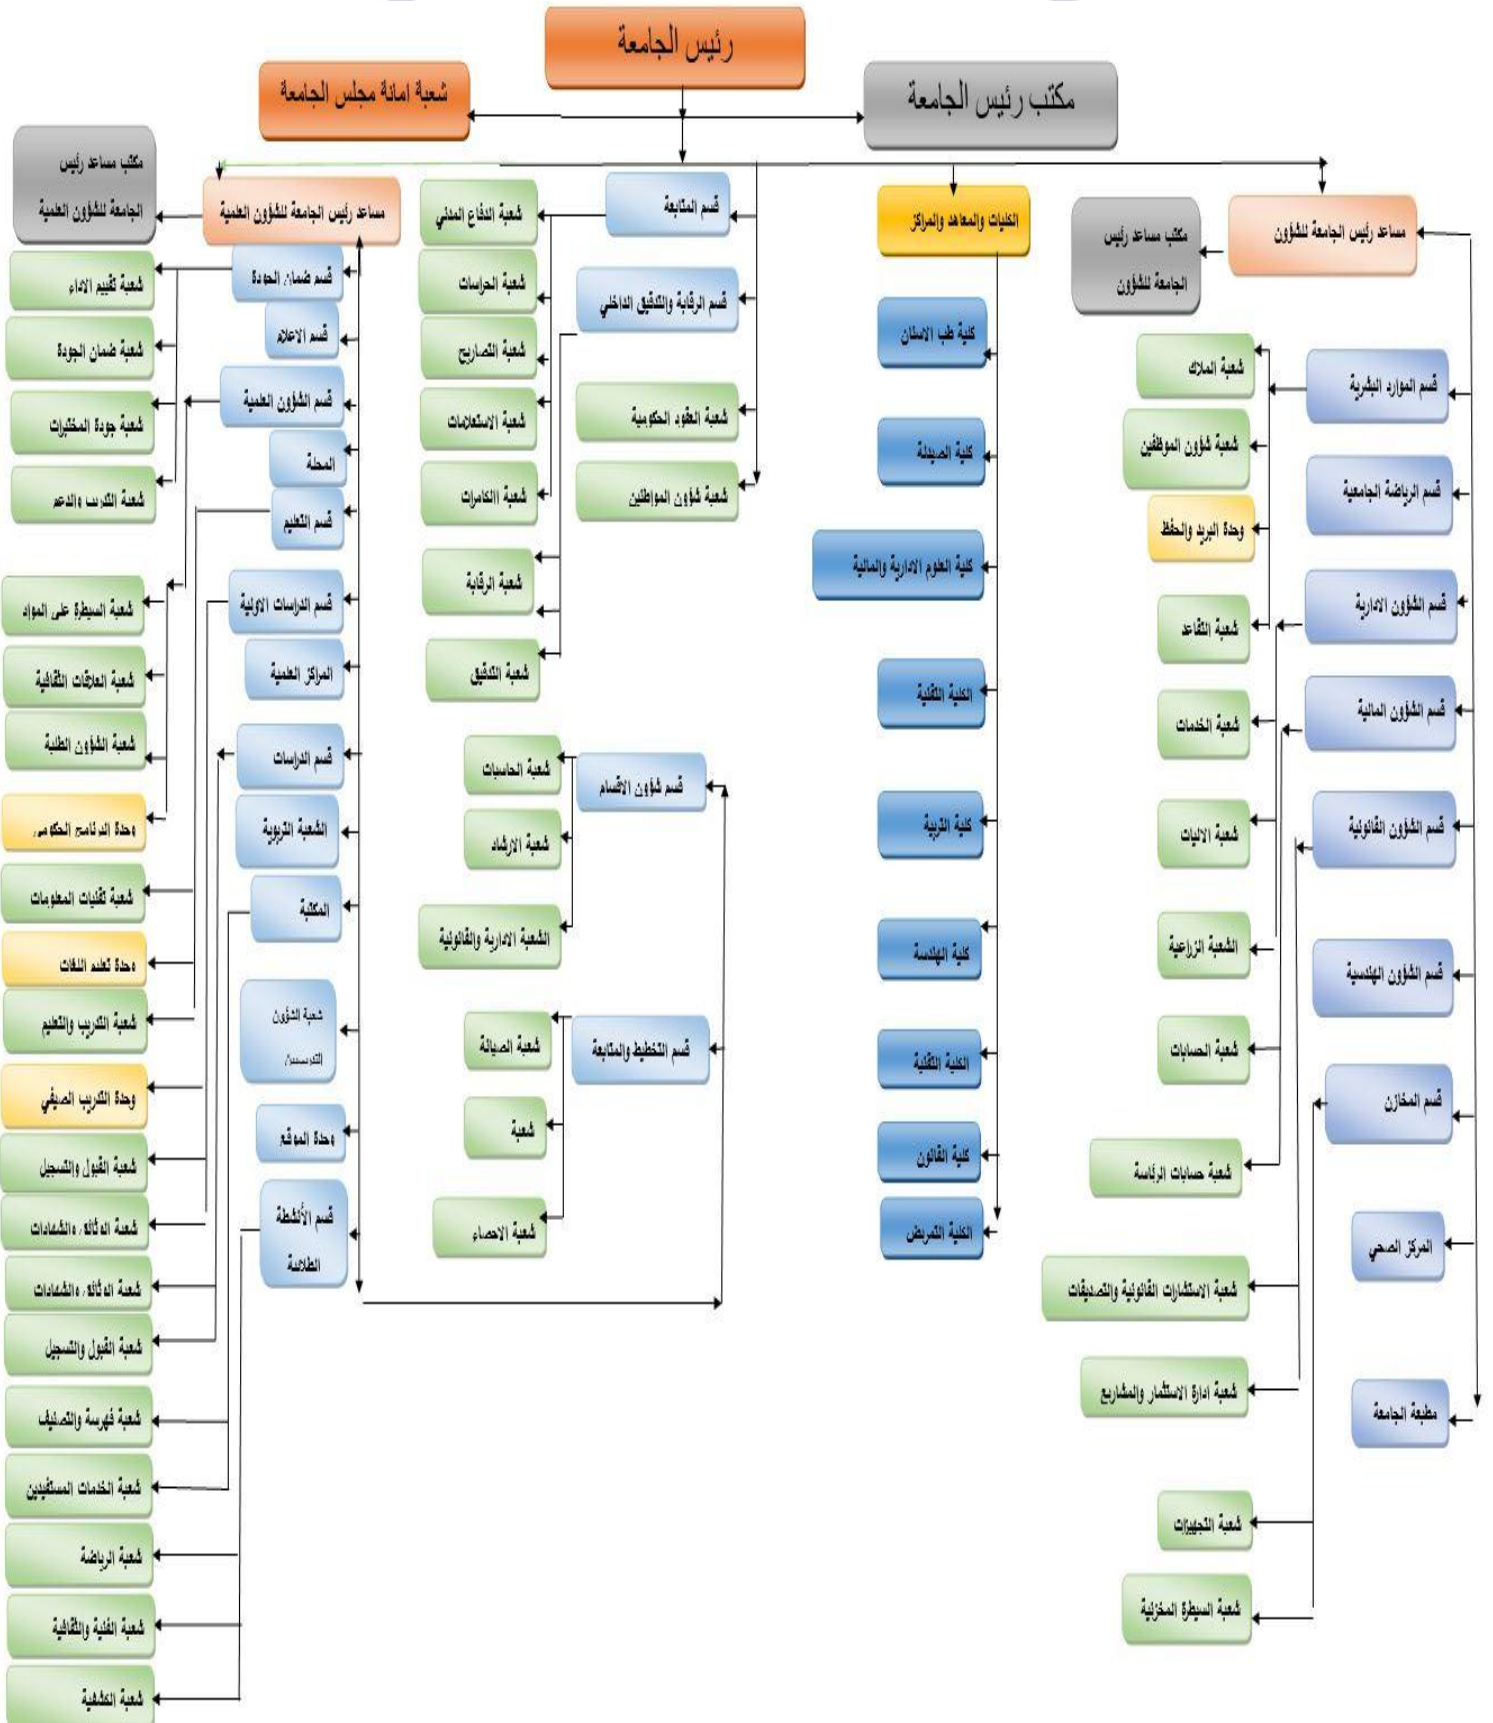 رئيس الجامعة
مكتب رئيس الجامعة
شعبة امانة مجلس الجامعة
مساعد رئيس الجامعة للشؤون
مكتب مساعد رئيس
الجامعة للشؤون
قسم الموارد البشرية
قسم الرياضة الجامعية
قسم الشؤون الادارية
قسم الشؤون المالية
قسم الشؤون القانونية
قسم الشؤون الهندسية
قسم المخازن
المركز الصحي
مطبعة الجامعة
شعبة الملاك
شعبة شؤون الموظفين
وحدة البريد والحفظ
شعبة التقاعد
شعبة الخدمات
شعبة الاليات
الشعبة الزراعية
شعبة الحسابات
شعبة حسابات الرئاسة
شعبة الاستشارات القانونية والتصديقات
شعبة ادارة الاستثمار والمشاريع
شعبة التجهيزات
شعبة السيطرة المخزنية
الكليات والمعاهد والمراكز
كلية طب الاسنان
كلية الصيدلة
كلية العلوم الادارية والمالية
الكلية التقنية
كلية التربية
كلية الهندسة
الكلية التقنية
كلية القانون
الكلية التمريض
قسم المتابعة
قسم الرقابة والتدقيق الداخلي
شعبة العقود الحكومية
شعبة شؤون المواطنين
شعبة الدفاع المدني
شعبة الحراسات
شعبة التصاريح
شعبة الاستعلامات
شعبة االكامرات
شعبة الرقابة
شعبة التدقيق
قسم شؤون الاقسام
شعبة الحاسبات
شعبة الارشاد
الشعبة الادارية والقانونية
قسم التخطيط والمتابعة
شعبة الصيانة
شعبة
شعبة الاحصاء
مساعد رئيس الجامعة للشؤون العلمية
مكتب مساعد رئيس
الجامعة للشؤون العلمية
قسم ضمان الجودة
قسم الاعلام
قسم الشؤون العلمية
المجلة
قسم التعليم
قسم الدراسات الاولية
المراكز العلمية
قسم الدراسات
الشعبة التربوية
المكتبة
شعبة الشؤون
وحدة الموقع
قسم الأنشطة
الطلابية
شعبة تقييم الاداء
شعبة ضمان الجودة
شعبة جودة المختبرات
شعبة التدريب والدعم
شعبة السيطرة على المواد
شعبة العلاقات الثقافية
شعبة الشؤون الطلبة
وحدة البرنامج الحكومي
شعبة تقنيات المعلومات
وحدة تعليم اللغات
شعبة التدريب والتعليم
وحدة التدريب الصيفي
شعبة القبول والتسجيل
شعبة الوثائق والشهادات
شعبة الوثائق والشهادات
شعبة القبول والتسجيل
شعبة فهرسة والتصنيف
شعبة الخدمات المستفيدين
شعبة الرياضة
شعبة الفنية والثقافية
شعبة الكشفية